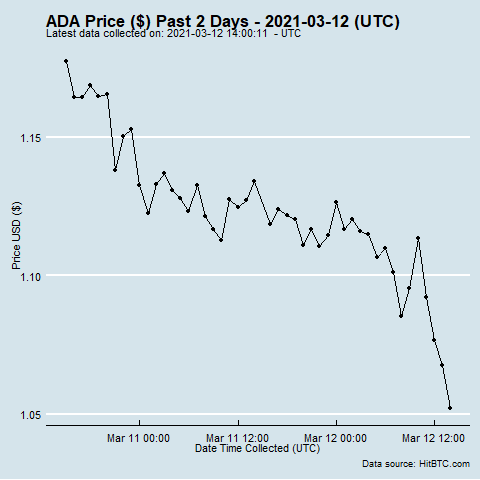 ADA Price ($) Past 2 Days - 2021-03-12 (UTC)
Latest data collected on: 2021-03-12 14:00:11 - UTC
1.15
1.10
1.05
Price USD ($)
Mar 11 00:00 Mar 11 12:00 Mar 12 00:00 Mar 12 12:00
Date Time Collected (UTC)
Data source: HitBTC.com